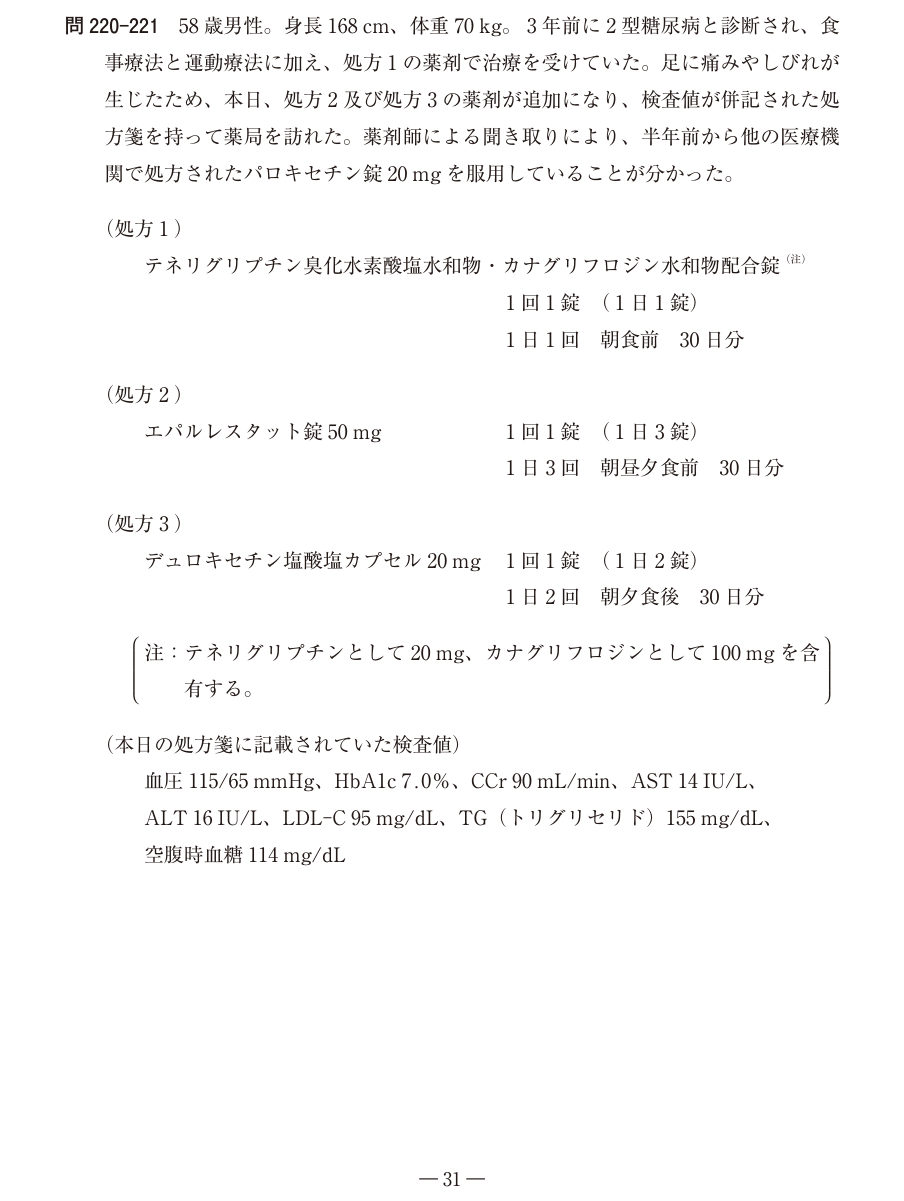 問 220-221　58 歳男性。身長 168 cm、体重 70 kg。3 年前に 2 型糖尿病と診断され、食
事療法と運動療法に加え、処方 1 の薬剤で治療を受けていた。足に痛みやしびれが
生じたため、本日、処方 2 及び処方 3 の薬剤が追加になり、検査値が併記された処
方箋を持って薬局を訪れた。薬剤師による聞き取りにより、半年前から他の医療機
関で処方されたパロキセチン錠 20 mg を服用していることが分かった。
（処方 1 ）
テネリグリプチン臭化水素酸塩水和物・カナグリフロジン水和物配合錠（注）
1 回 1 錠　（ 1 日 1 錠）
1 日 1 回　朝食前　30 日分
（処方 2 ）
エパルレスタット錠 50 mg　1 回 1 錠　（ 1 日 3 錠）
1 日 3 回　朝昼夕食前　30 日分
（処方 3 ）
デュロキセチン塩酸塩カプセル 20 mg　1 回 1 錠　（ 1 日 2 錠）
1 日 2 回　朝夕食後　30 日分
注：テネリグリプチンとして 20 mg、カナグリフロジンとして 100 mg を含
有する。
（本日の処方箋に記載されていた検査値）
血圧 115/65 mmHg、HbA1c 7.0%、CCr 90 mL/min、AST 14 IU/L、
ALT 16 IU/L、LDL-C 95 mg/dL、TG（トリグリセリド）155 mg/dL、
空腹時血糖 114 mg/dL
— 31 —